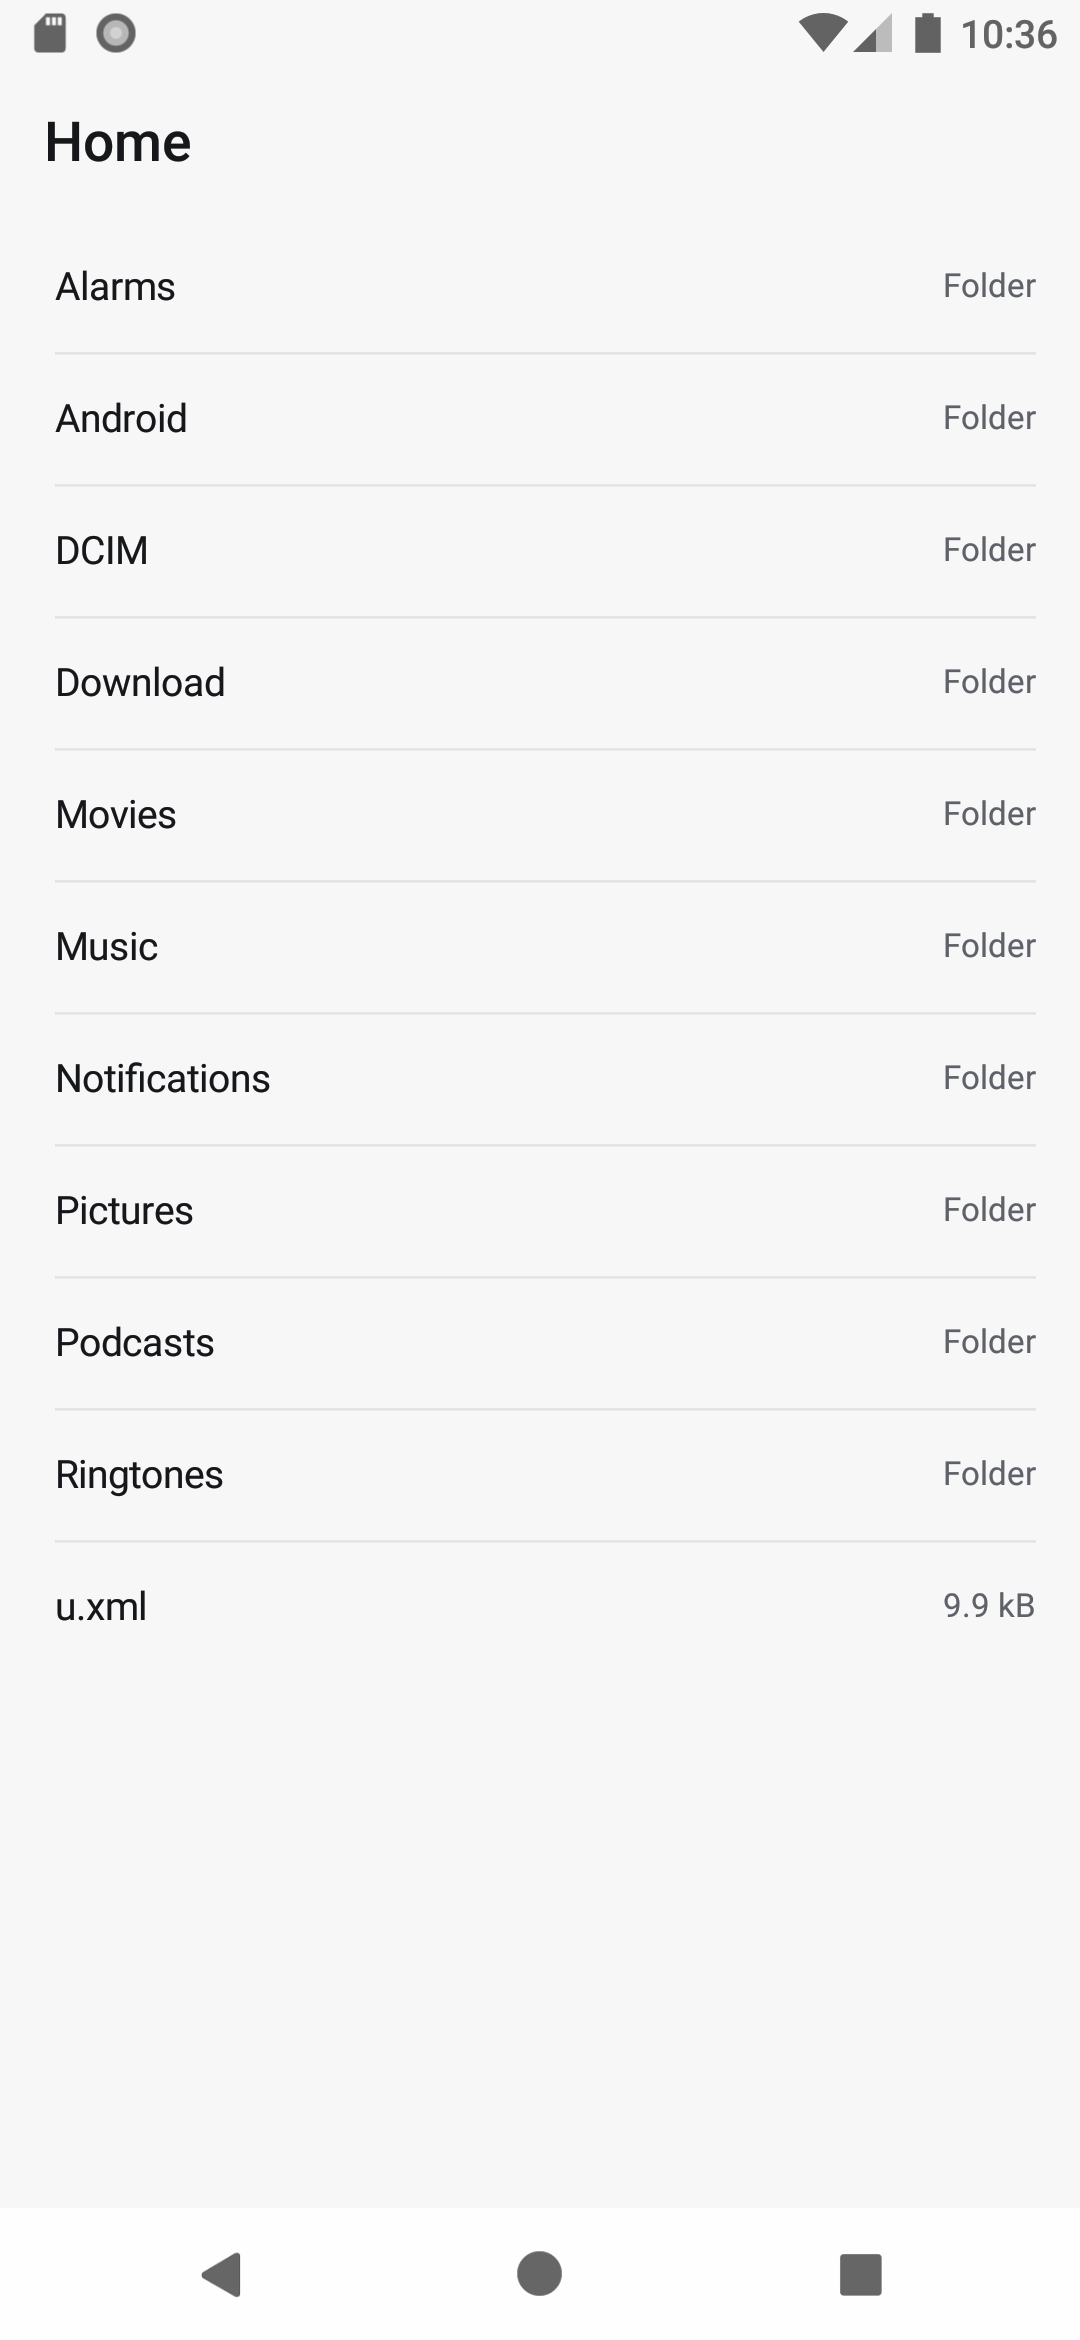 10:36
Home
Alarms Folder
Android Folder
DCIM Folder
Download Folder
Movies Folder
Music Folder
Notifications Folder
Pictures Folder
Podcasts Folder
Ringtones Folder
u.xml 9.9 kB